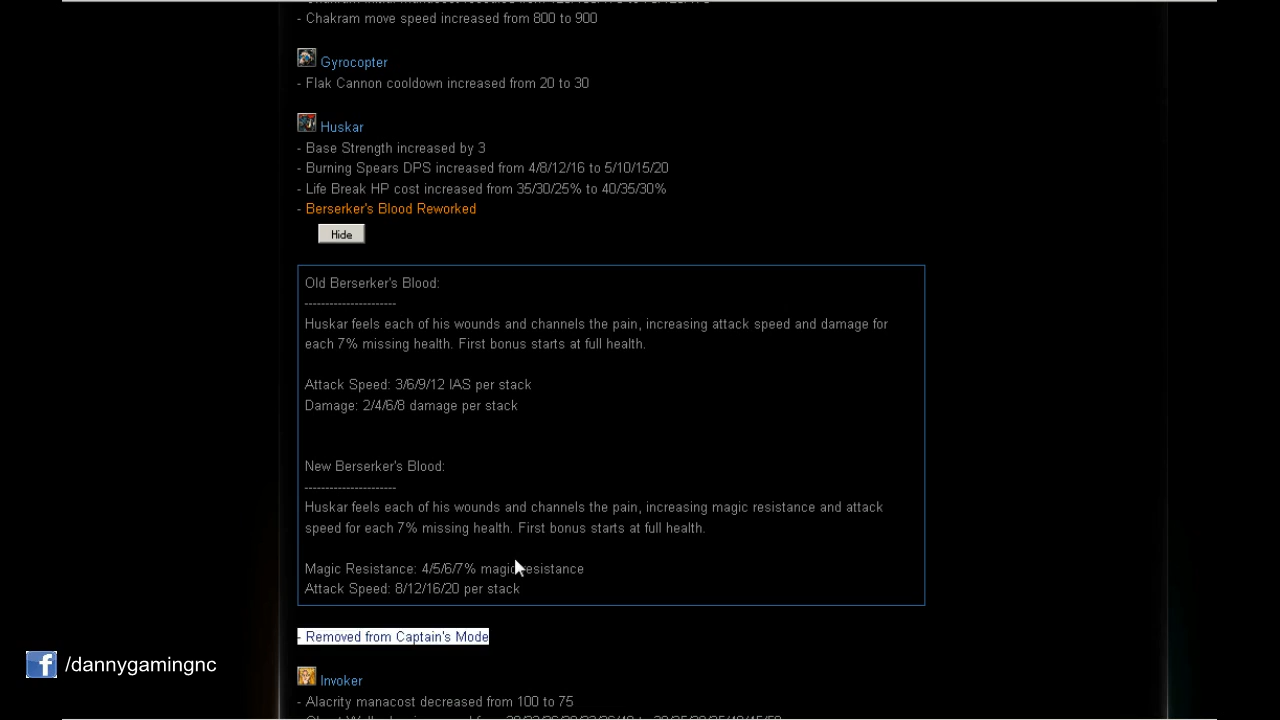 - Chakram move speed increased from 800 to 900
Gyrocopter
- Flak Cannon cooldown increased from 20 to 30
Huskar
- Base Strength increased by 3
- Burning Spears DPS increased from 4/8/12/16 to 5/10/15/20
- Life Break HP cost increased from 35/30/25% to 40/35/30%
- Berserker's Blood Reworked
Hide
Old Berserker's Blood:
----------------------
Huskar feels each of his wounds and channels the pain, increasing attack speed and damage for
each 7% missing health. First bonus starts at full health.
Attack Speed: 3/6/9/12 IAS per stack
Damage: 2/4/6/8 damage per stack
New Berserker's Blood:
----------------------
Huskar feels each of his wounds and channels the pain, increasing magic resistance and attack
speed for each 7% missing health. First bonus starts at full health.
Magic Resistance: 4/5/6/7% magic resistance
Attack Speed: 8/12/16/20 per stack
- Removed from Captain's Mode
f /dannygamingnc
Invoker
- Alacrity manacost decreased from 100 to 75